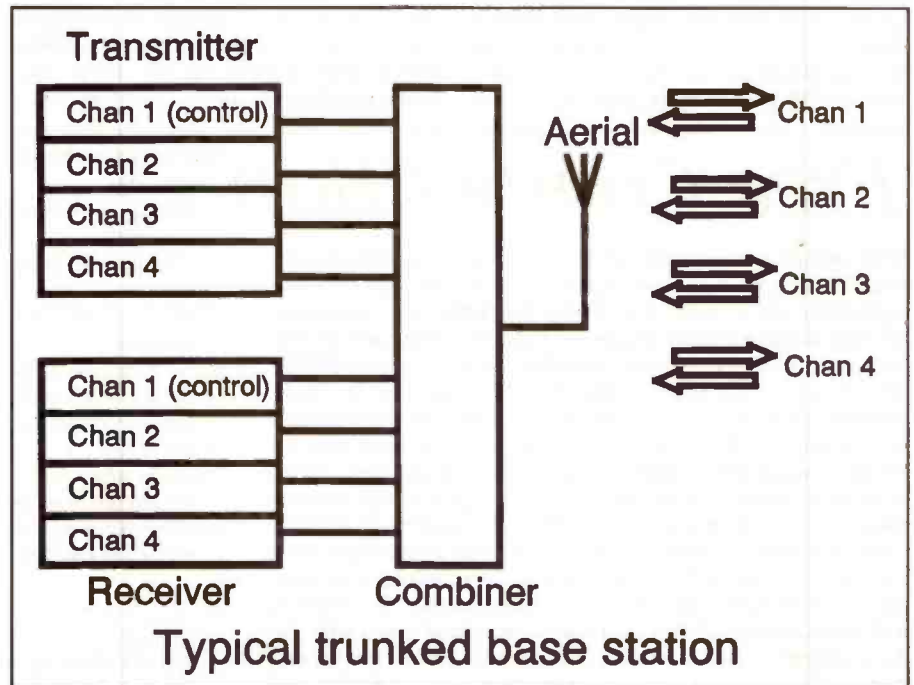 Transmitter
Chan 1 (control)
Chan 2
Chan 3
Chan 4
Chan 1 (control)
Chan 2
Chan 3
Chan 4
Receiver
Combiner
Aerial
Chan 1
Chan 2
Chan 3
Chan 4
Typical trunked base station